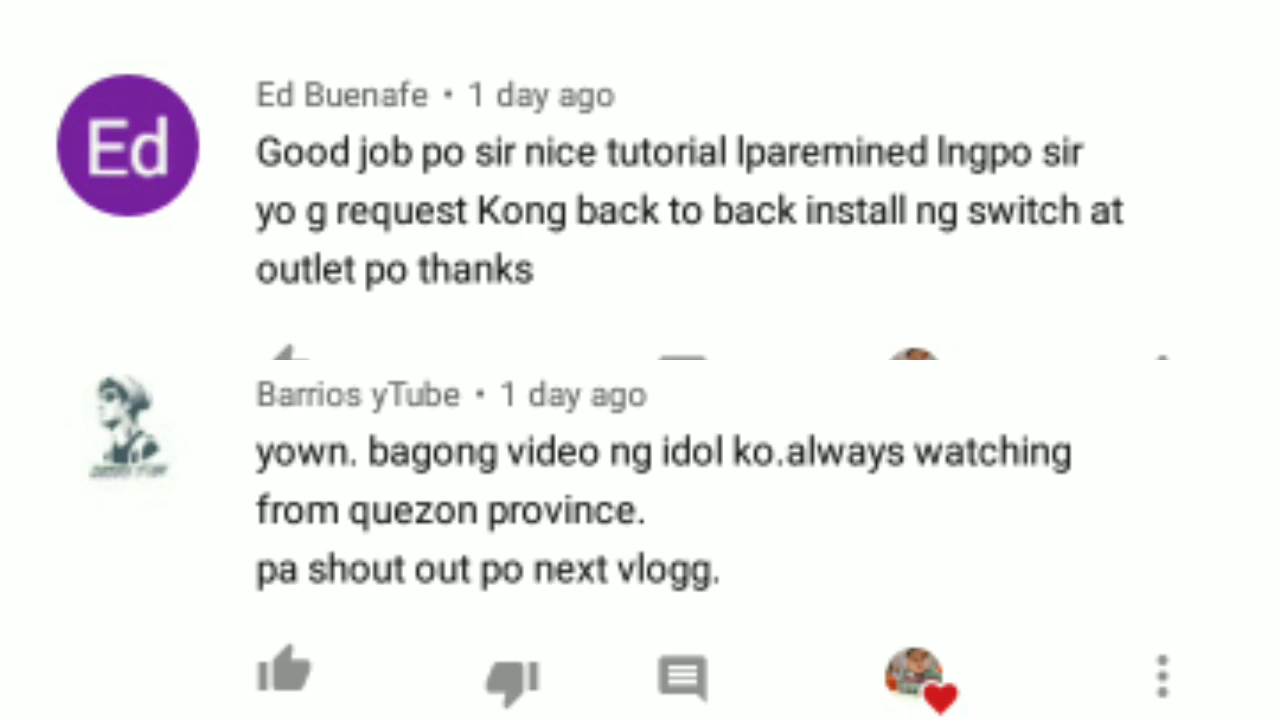 Ed
Ed Buenafe • 1 day ago
Good job po sir nice tutorial lparemined lngpo sir
yo g request Kong back to back install ng switch at
outlet po thanks
Barrios yTube • 1 day ago
yown. bagong video ng idol ko.always watching
from quezon province.
pa shout out po next vlogg.